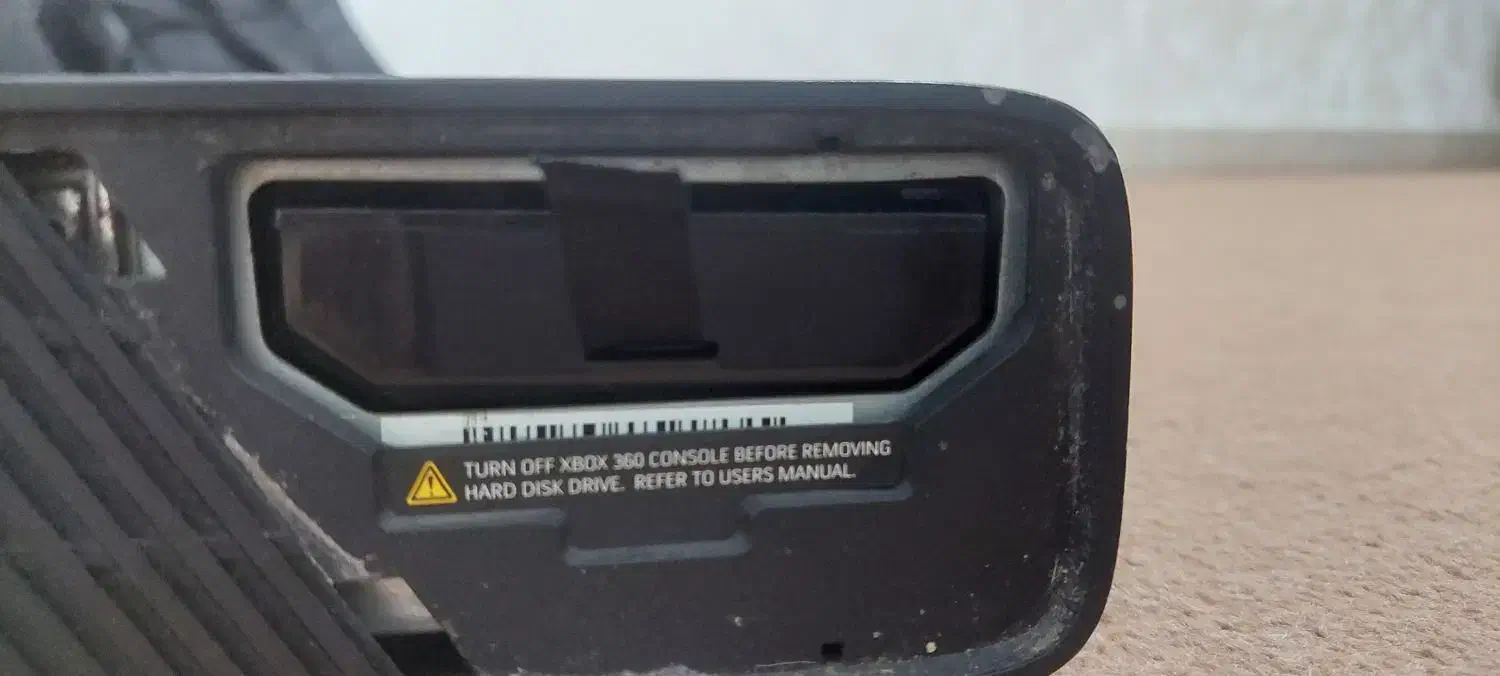 TURN OFF XBOX 360 CONSOLE BEFORE REMOVING
HARD DISK DRIVE. REFER TO USERS MANUAL.